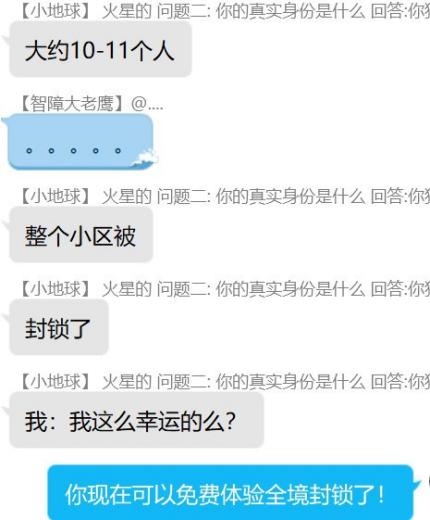 【小地球】 火星的 问题二: 你的真实身份是什么 回答:你
大约10-11个人
【智障大老鹰】@....
。。。。。
【小地球】 火星的 问题二: 你的真实身份是什么 回答:你
整个小区被
【小地球】 火星的 问题二: 你的真实身份是什么 回答:你
封锁了
【小地球】 火星的 问题二: 你的真实身份是什么 回答:你
我：我这么幸运的么？
你现在可以免费体验全境封锁了！